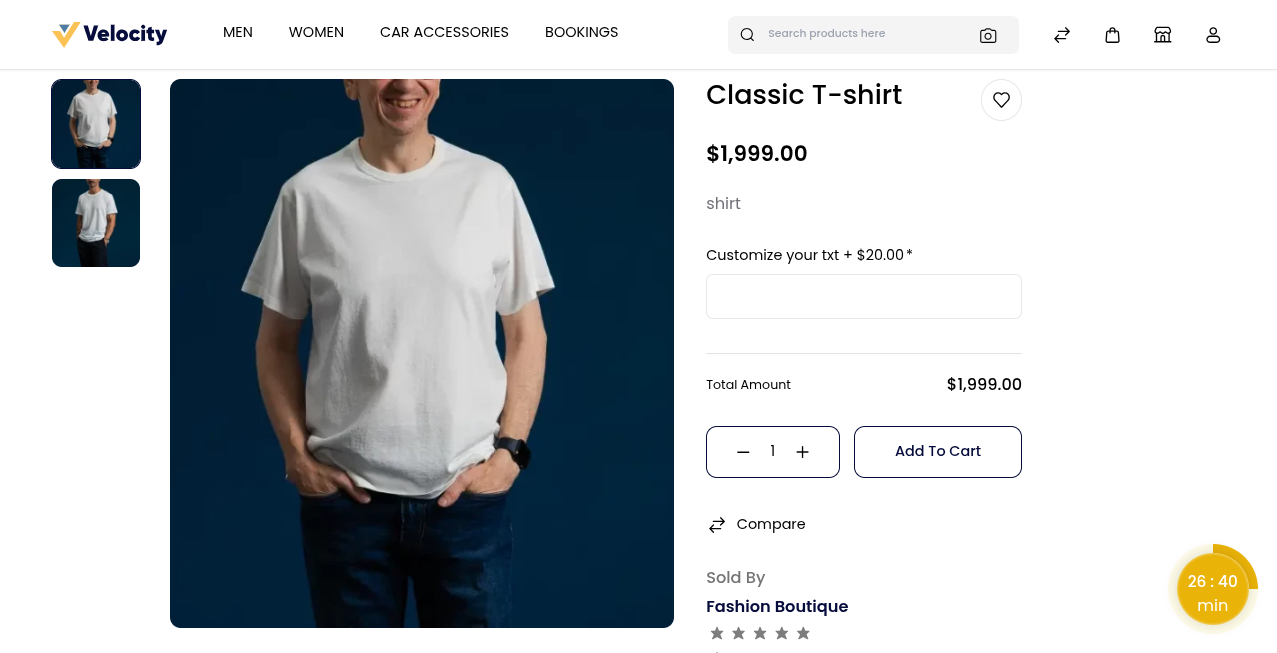 Velocity
MEN WOMEN CAR ACCESSORIES BOOKINGS
Search products here
Classic T-shirt
$1,999.00
shirt
Customize your txt + $20.00*
Total Amount $1,999.00
1 Add To Cart
Compare
Sold By
Fashion Boutique
26 : 40
min